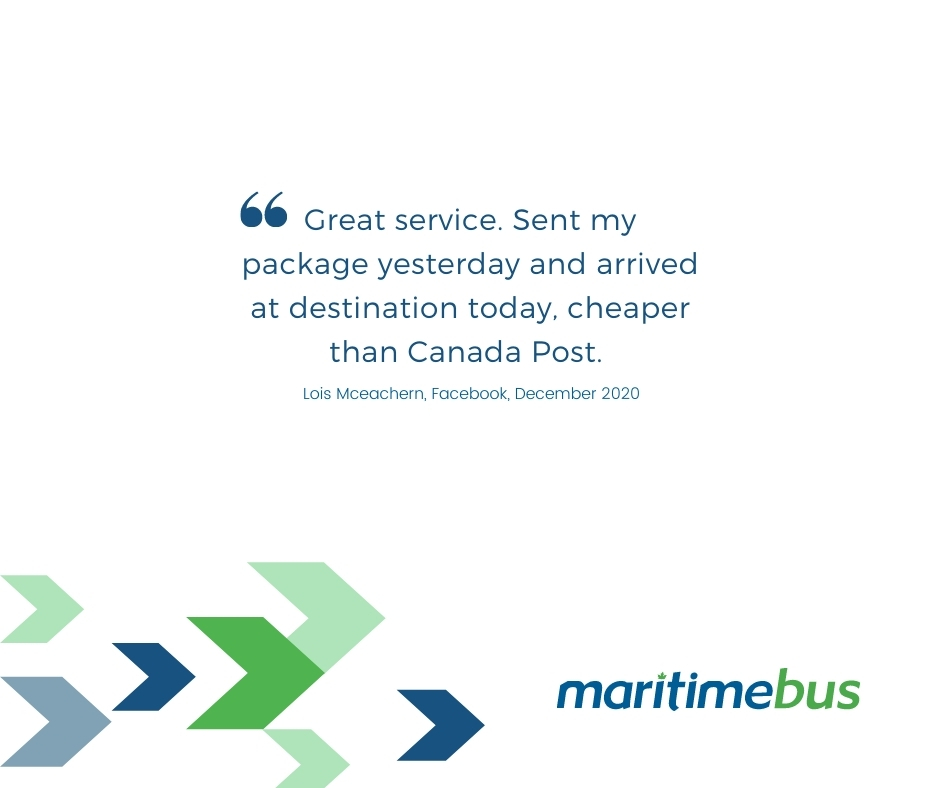 “ Great service. Sent my
package yesterday and arrived
at destination today, cheaper
than Canada Post.
Lois Mceachern, Facebook, December 2020
maritimebus